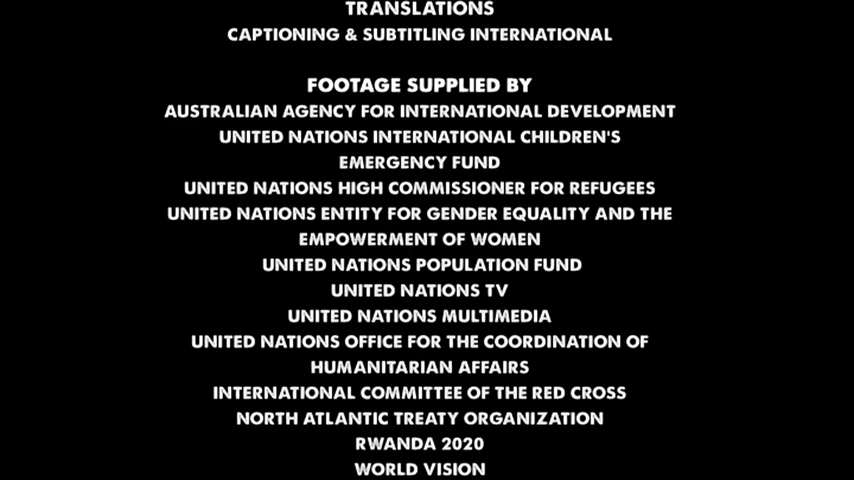 TRANSLATIONS
CAPTIONING & SUBTITLING INTERNATIONAL
FOOTAGE SUPPLIED BY
AUSTRALIAN AGENCY FOR INTERNATIONAL DEVELOPMENT
UNITED NATIONS INTERNATIONAL CHILDREN'S
EMERGENCY FUND
UNITED NATIONS HIGH COMMISSIONER FOR REFUGEES
UNITED NATIONS ENTITY FOR GENDER EQUALITY AND THE
EMPOWERMENT OF WOMEN
UNITED NATIONS POPULATION FUND
UNITED NATIONS TV
UNITED NATIONS MULTIMEDIA
UNITED NATIONS OFFICE FOR THE COORDINATION OF
HUMANITARIAN AFFAIRS
INTERNATIONAL COMMITTEE OF THE RED CROSS
NORTH ATLANTIC TREATY ORGANIZATION
RWANDA 2020
WORLD VISION